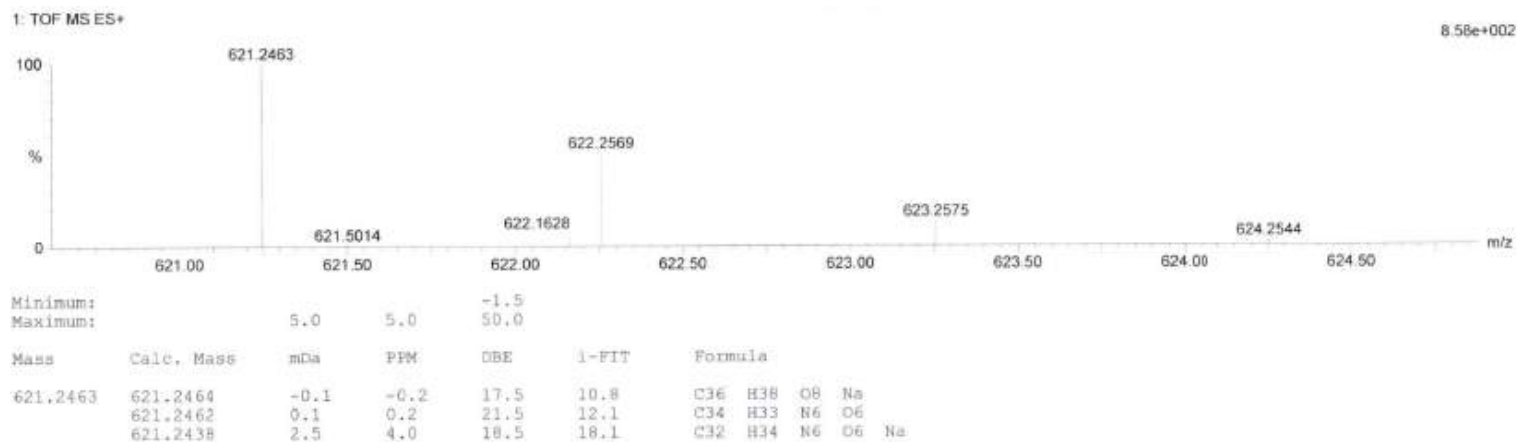 1: TOF MS ES+
8.58e+002
621.2463
100
622.2569
%
623.2575
622.1628
624.2544
621.5014
0
m/z
621.00 621.50 622.00 622.50 623.00 623.50 624.00 624.50
Minimum: -1.5
Maximum: 5.0 5.0 50.0
Mass Calc. Mass mDa PPM DBE i-FIT Formula
621.2463 621.2464 -0.1 -0.2 17.5 10.8 C36 H38 O8 Na
621.2462 0.1 0.2 21.5 12.1 C34 H33 N6 O6
621.2438 2.5 4.0 18.5 18.1 C32 H34 N6 O6 Na